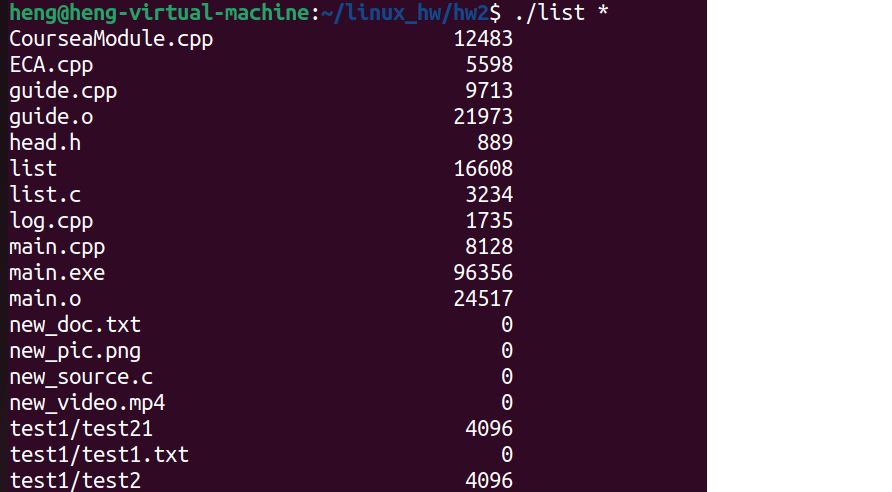 heng@heng-virtual-machine:~/linux_hw/hw2$ ./list *
CourseaModule.cpp 12483
ECA.cpp 5598
guide.cpp 9713
guide.o 21973
head.h 889
list 16608
list.c 3234
log.cpp 1735
main.cpp 8128
main.exe 96356
main.o 24517
new_doc.txt 0
new_pic.png 0
new_source.c 0
new_video.mp4 0
test1/test21 4096
test1/test1.txt 0
test1/test2 4096